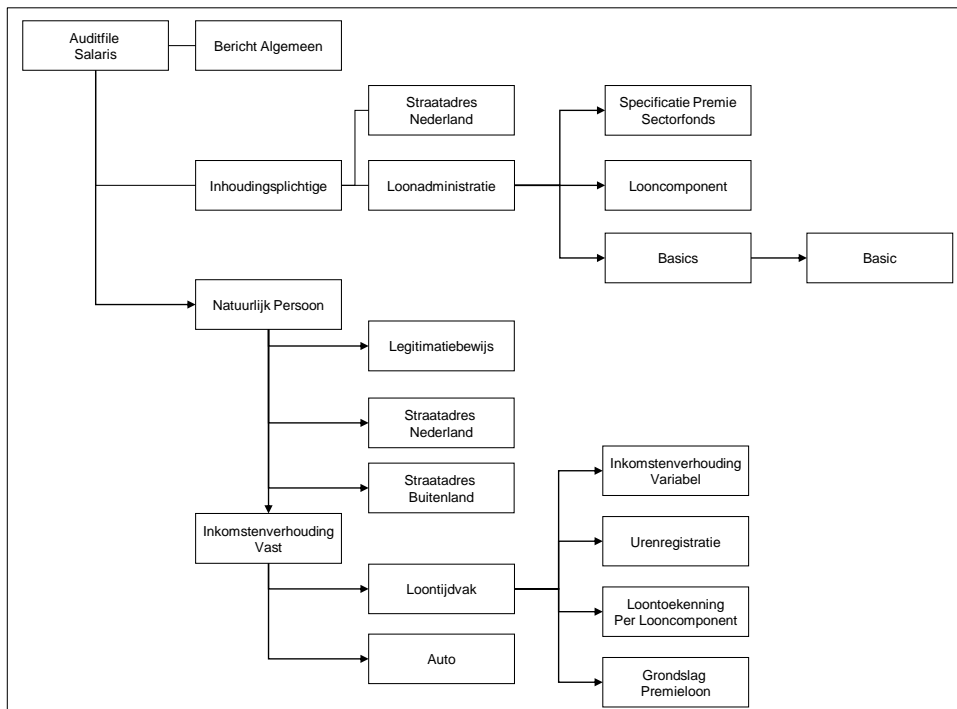 Auditfile
Salaris
Bericht Algemeen
Straatadres
Nederland
Specificatie Premie
Sectorfonds
Inhoudingsplichtige
Loonadministratie
Looncomponent
Basics
Basic
Natuurlijk Persoon
Legitimatiebewijs
Straatadres
Nederland
Straatadres
Buitenland
Inkomstenverhouding
Variabel
Inkomstenverhouding
Vast
Urenregistratie
Loontijdvak
Loontoekenning
Per Looncomponent
Auto
Grondslag
Premieloon